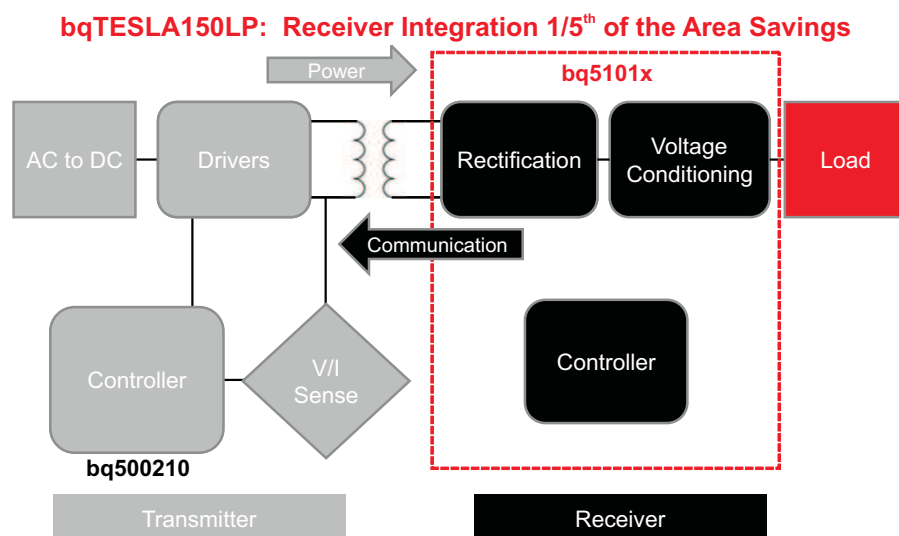 bqTESLA150LP: Receiver Integration 1/5th of the Area Savings
Power
bq5101x
AC to DC
Drivers
Rectification
Voltage
Conditioning
Load
Communication
Controller
V/I
Sense
Controller
bq500210
Transmitter
Receiver